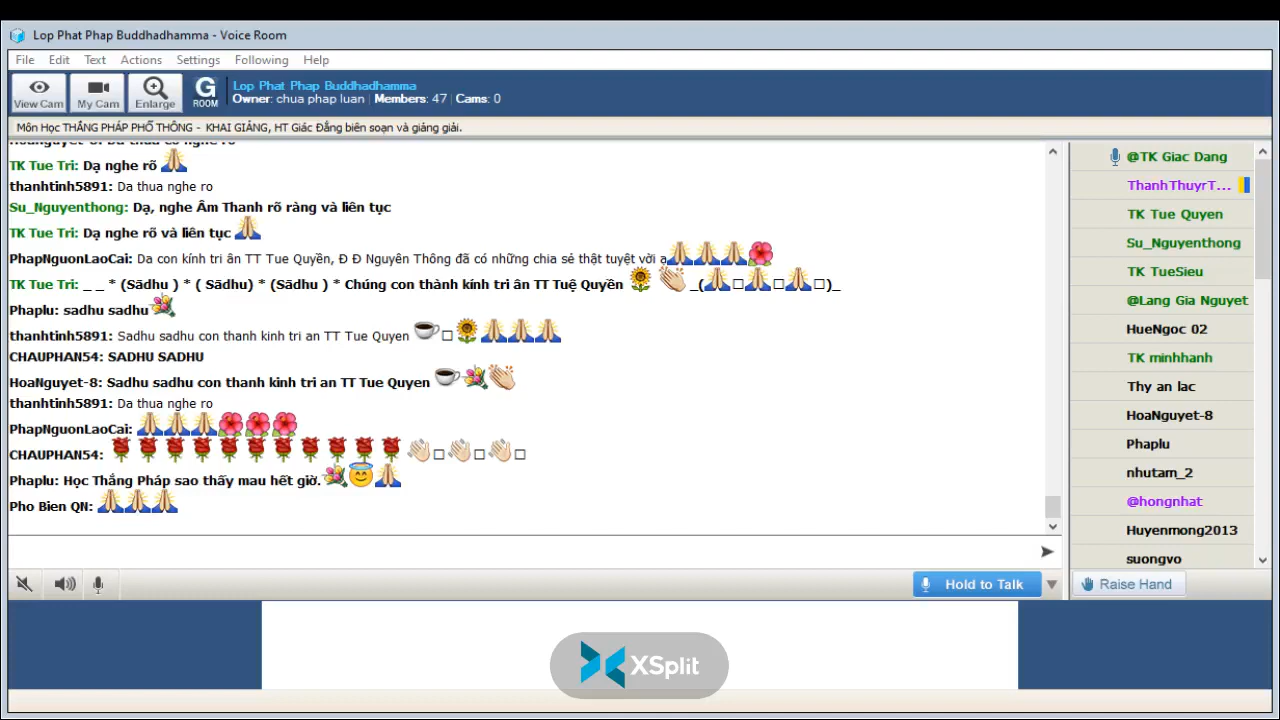 Lop Phat Phap Buddhadhamma - Voice Room
File Edit Text Actions Settings Following Help
View Cam
My Cam
Enlarge
G ROOM
Lop Phat Phap Buddhadhamma
Owner: chua phap luan | Members: 47 | Cams: 0
Môn Học THẮNG PHÁP PHỔ THÔNG - KHAI GIẢNG, HT Giác Đẳng biên soạn và giảng giải.
HoaNguyet-8: Da thua co nghe ro
TK Tue Tri: Dạ nghe rõ 🙏
thanhtinh5891: Da thua nghe ro
Su_Nguyenthong: Dạ, nghe Âm Thanh rõ ràng và liên tục
TK Tue Tri: Dạ nghe rõ và liên tục 🙏
PhapNguonLaoCai: Da con kính tri ân TT Tue Quyền, Đ Đ Nguyên Thông đã có những chia sẻ thật tuyệt vời ạ🙏🙏🙏🌺
TK Tue Tri: _ _ * (Sādhu ) * ( Sādhu) * (Sādhu ) * Chúng con thành kính tri ân TT Tuệ Quyền 🌻 👏 _(🙏□🙏□🙏□)_
Phaplu: sadhu sadhu 💐
thanhtinh5891: Sadhu sadhu con thanh kinh tri an TT Tue Quyen ☕□🌻🙏🙏🙏
CHAUPHAN54: SADHU SADHU
HoaNguyet-8: Sadhu sadhu con thanh kinh tri an TT Tue Quyen ☕💐👏
thanhtinh5891: Da thua nghe ro
PhapNguonLaoCai: 🙏🙏🙏🌺🌺🌺
CHAUPHAN54: 🌹🌹🌹🌹🌹🌹🌹🌹🌹🌹🌹👏□👏□👏□
Phaplu: Học Thắng Pháp sao thấy mau hết giờ.💐😇🙏
Pho Bien QN: 🙏🙏🙏
@TK Giac Dang
ThanhThuyrT...
TK Tue Quyen
Su_Nguyenthong
TK TueSieu
@Lang Gia Nguyet
HueNgoc 02
TK minhhanh
Thy an lac
HoaNguyet-8
Phaplu
nhutam_2
@hongnhat
Huyenmong2013
suongvo
Hold to Talk
Raise Hand
XSplit